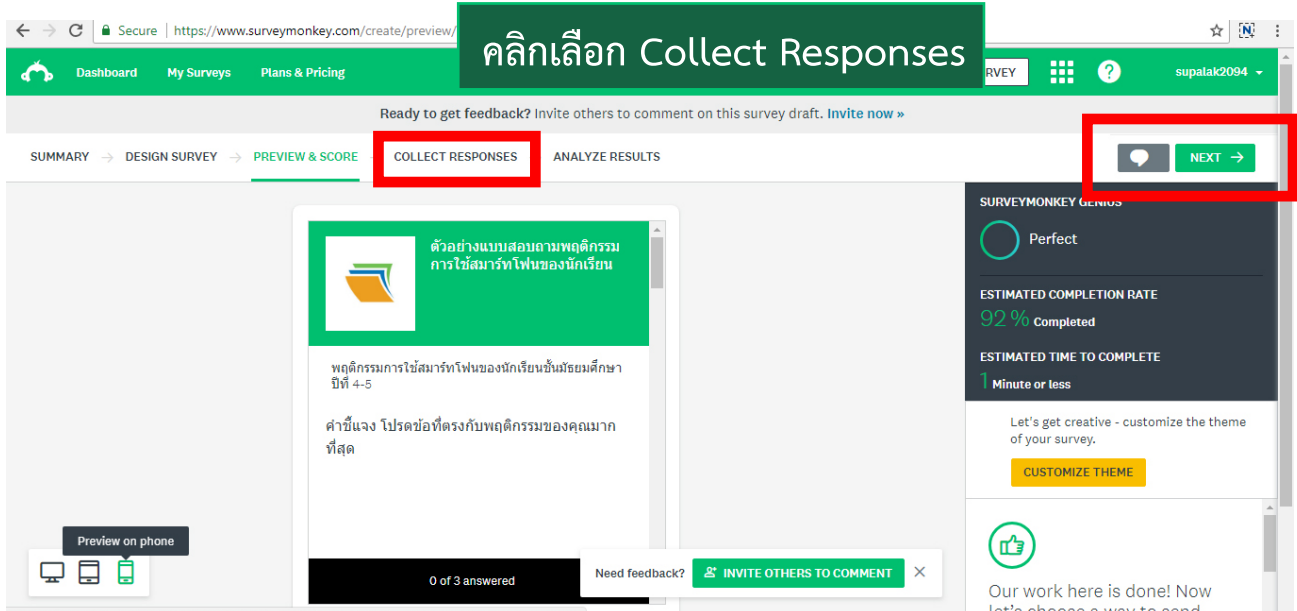 คลิกเลือก Collect Responses
Secure | https://www.surveymonkey.com/create/preview/
Dashboard My Surveys Plans & Pricing
RVEY ? supalak2094
Ready to get feedback? Invite others to comment on this survey draft. Invite now »
SUMMARY → DESIGN SURVEY → PREVIEW & SCORE COLLECT RESPONSES ANALYZE RESULTS
NEXT →
SURVEYMONKEY GENIUS
Perfect
ESTIMATED COMPLETION RATE
92% Completed
ESTIMATED TIME TO COMPLETE
1 Minute or less
Let's get creative - customize the theme
of your survey.
CUSTOMIZE THEME
ตัวอย่างแบบสอบถามพฤติกรรม
การใช้สมาร์ทโฟนของนักเรียน
พฤติกรรมการใช้สมาร์ทโฟนของนักเรียนชั้นมัธยมศึกษา
ปีที่ 4-5
คำชี้แจง โปรดข้อที่ตรงกับพฤติกรรมของคุณมาก
ที่สุด
0 of 3 answered
Preview on phone
Need feedback? INVITE OTHERS TO COMMENT ×
Our work here is done! Now
let's choose a way to send